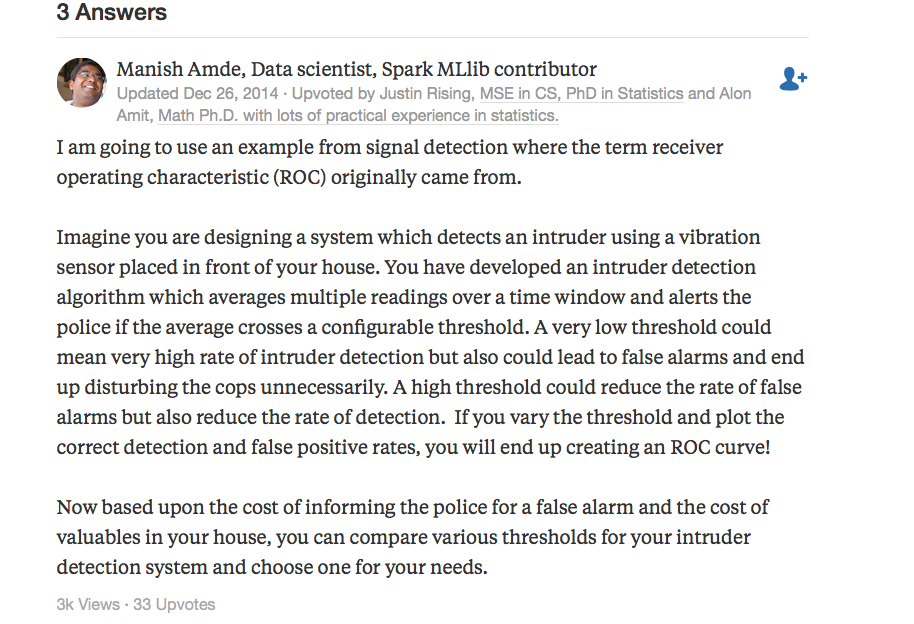 3 Answers
Manish Amde, Data scientist, Spark MLlib contributor
Updated Dec 26, 2014 · Upvoted by Justin Rising, MSE in CS, PhD in Statistics and Alon
Amit, Math Ph.D. with lots of practical experience in statistics.
I am going to use an example from signal detection where the term receiver
operating characteristic (ROC) originally came from.
Imagine you are designing a system which detects an intruder using a vibration
sensor placed in front of your house. You have developed an intruder detection
algorithm which averages multiple readings over a time window and alerts the
police if the average crosses a configurable threshold. A very low threshold could
mean very high rate of intruder detection but also could lead to false alarms and end
up disturbing the cops unnecessarily. A high threshold could reduce the rate of false
alarms but also reduce the rate of detection.  If you vary the threshold and plot the
correct detection and false positive rates, you will end up creating an ROC curve!
Now based upon the cost of informing the police for a false alarm and the cost of
valuables in your house, you can compare various thresholds for your intruder
detection system and choose one for your needs.
3k Views · 33 Upvotes